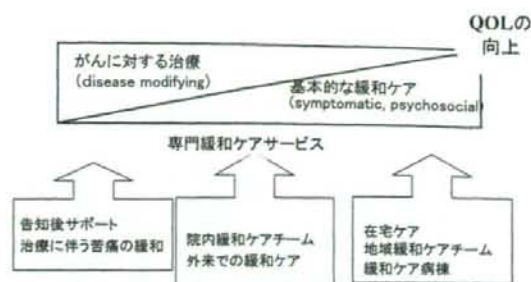 QOLの
向上
がんに対する治療
(disease modifying)
基本的な緩和ケア
(symptomatic, psychosocial)
専門緩和ケアサービス
告知後サポート
治療に伴う苦痛の緩和
院内緩和ケアチーム
外来での緩和ケア
在宅ケア
地域緩和ケアチーム
緩和ケア病棟